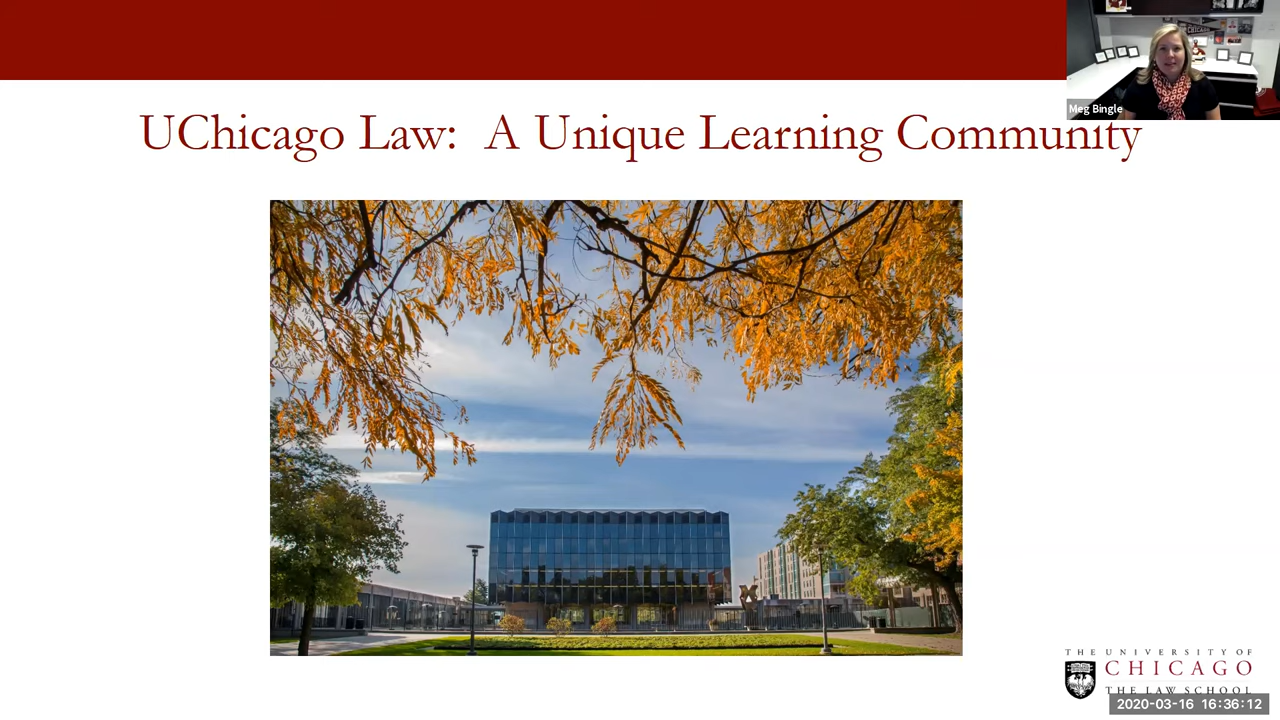 Meg Bingle
UChicago Law: A Unique Learning Community
THE UNIVERSITY OF
CHICAGO
THE LAW SCHOOL
2020-03-16 16:36:12